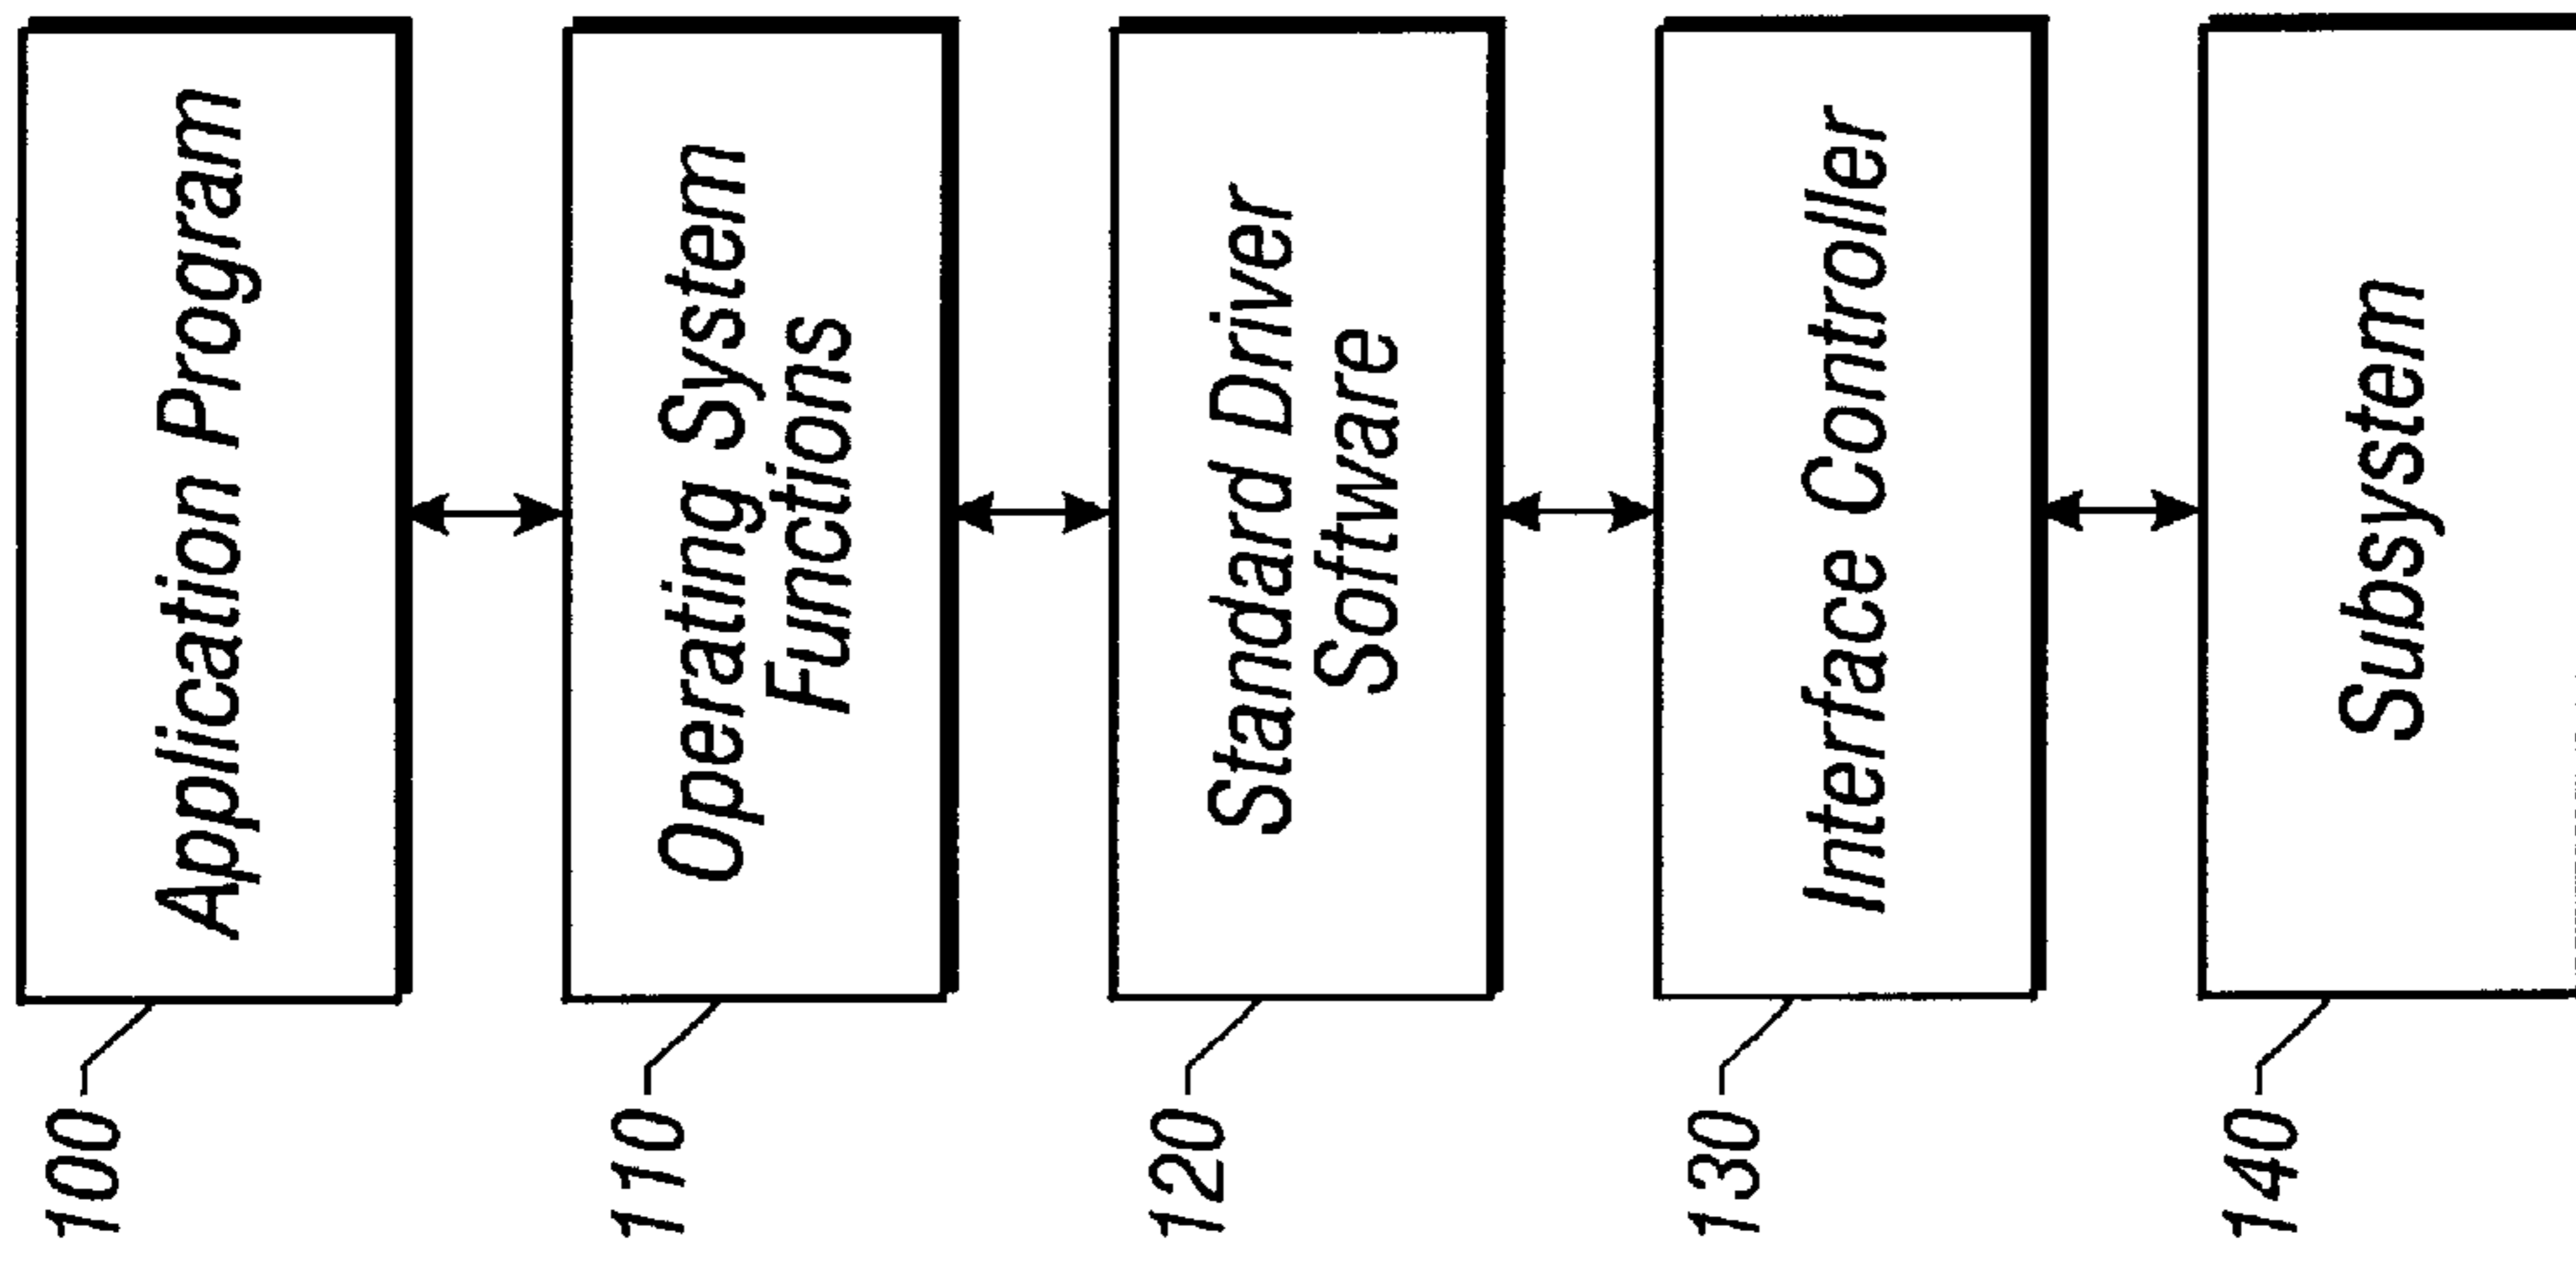 100
Application Program
110
Operating System
Functions
120
Standard Driver
Software
130
Interface Controller
140
Subsystem